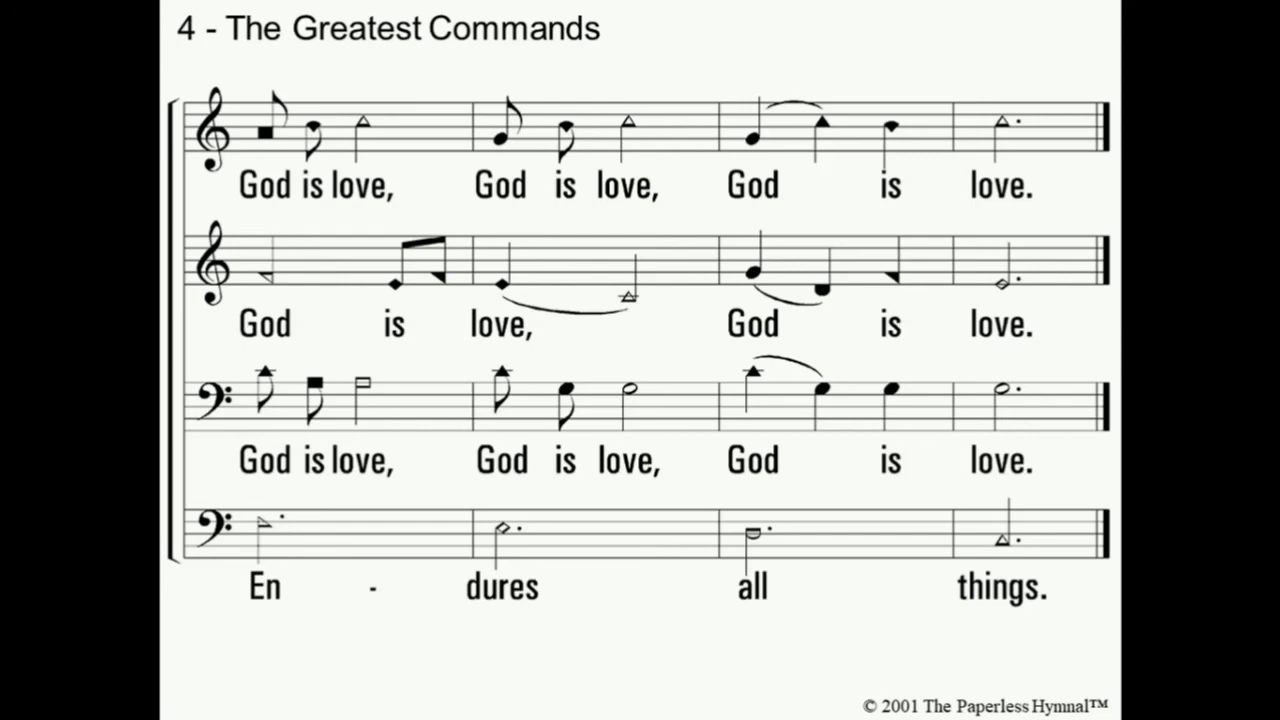 4 - The Greatest Commands
God is love, God is love, God is love.
God is love, God is love.
God is love, God is love, God is love.
En - dures all things.
© 2001 The Paperless Hymnal™